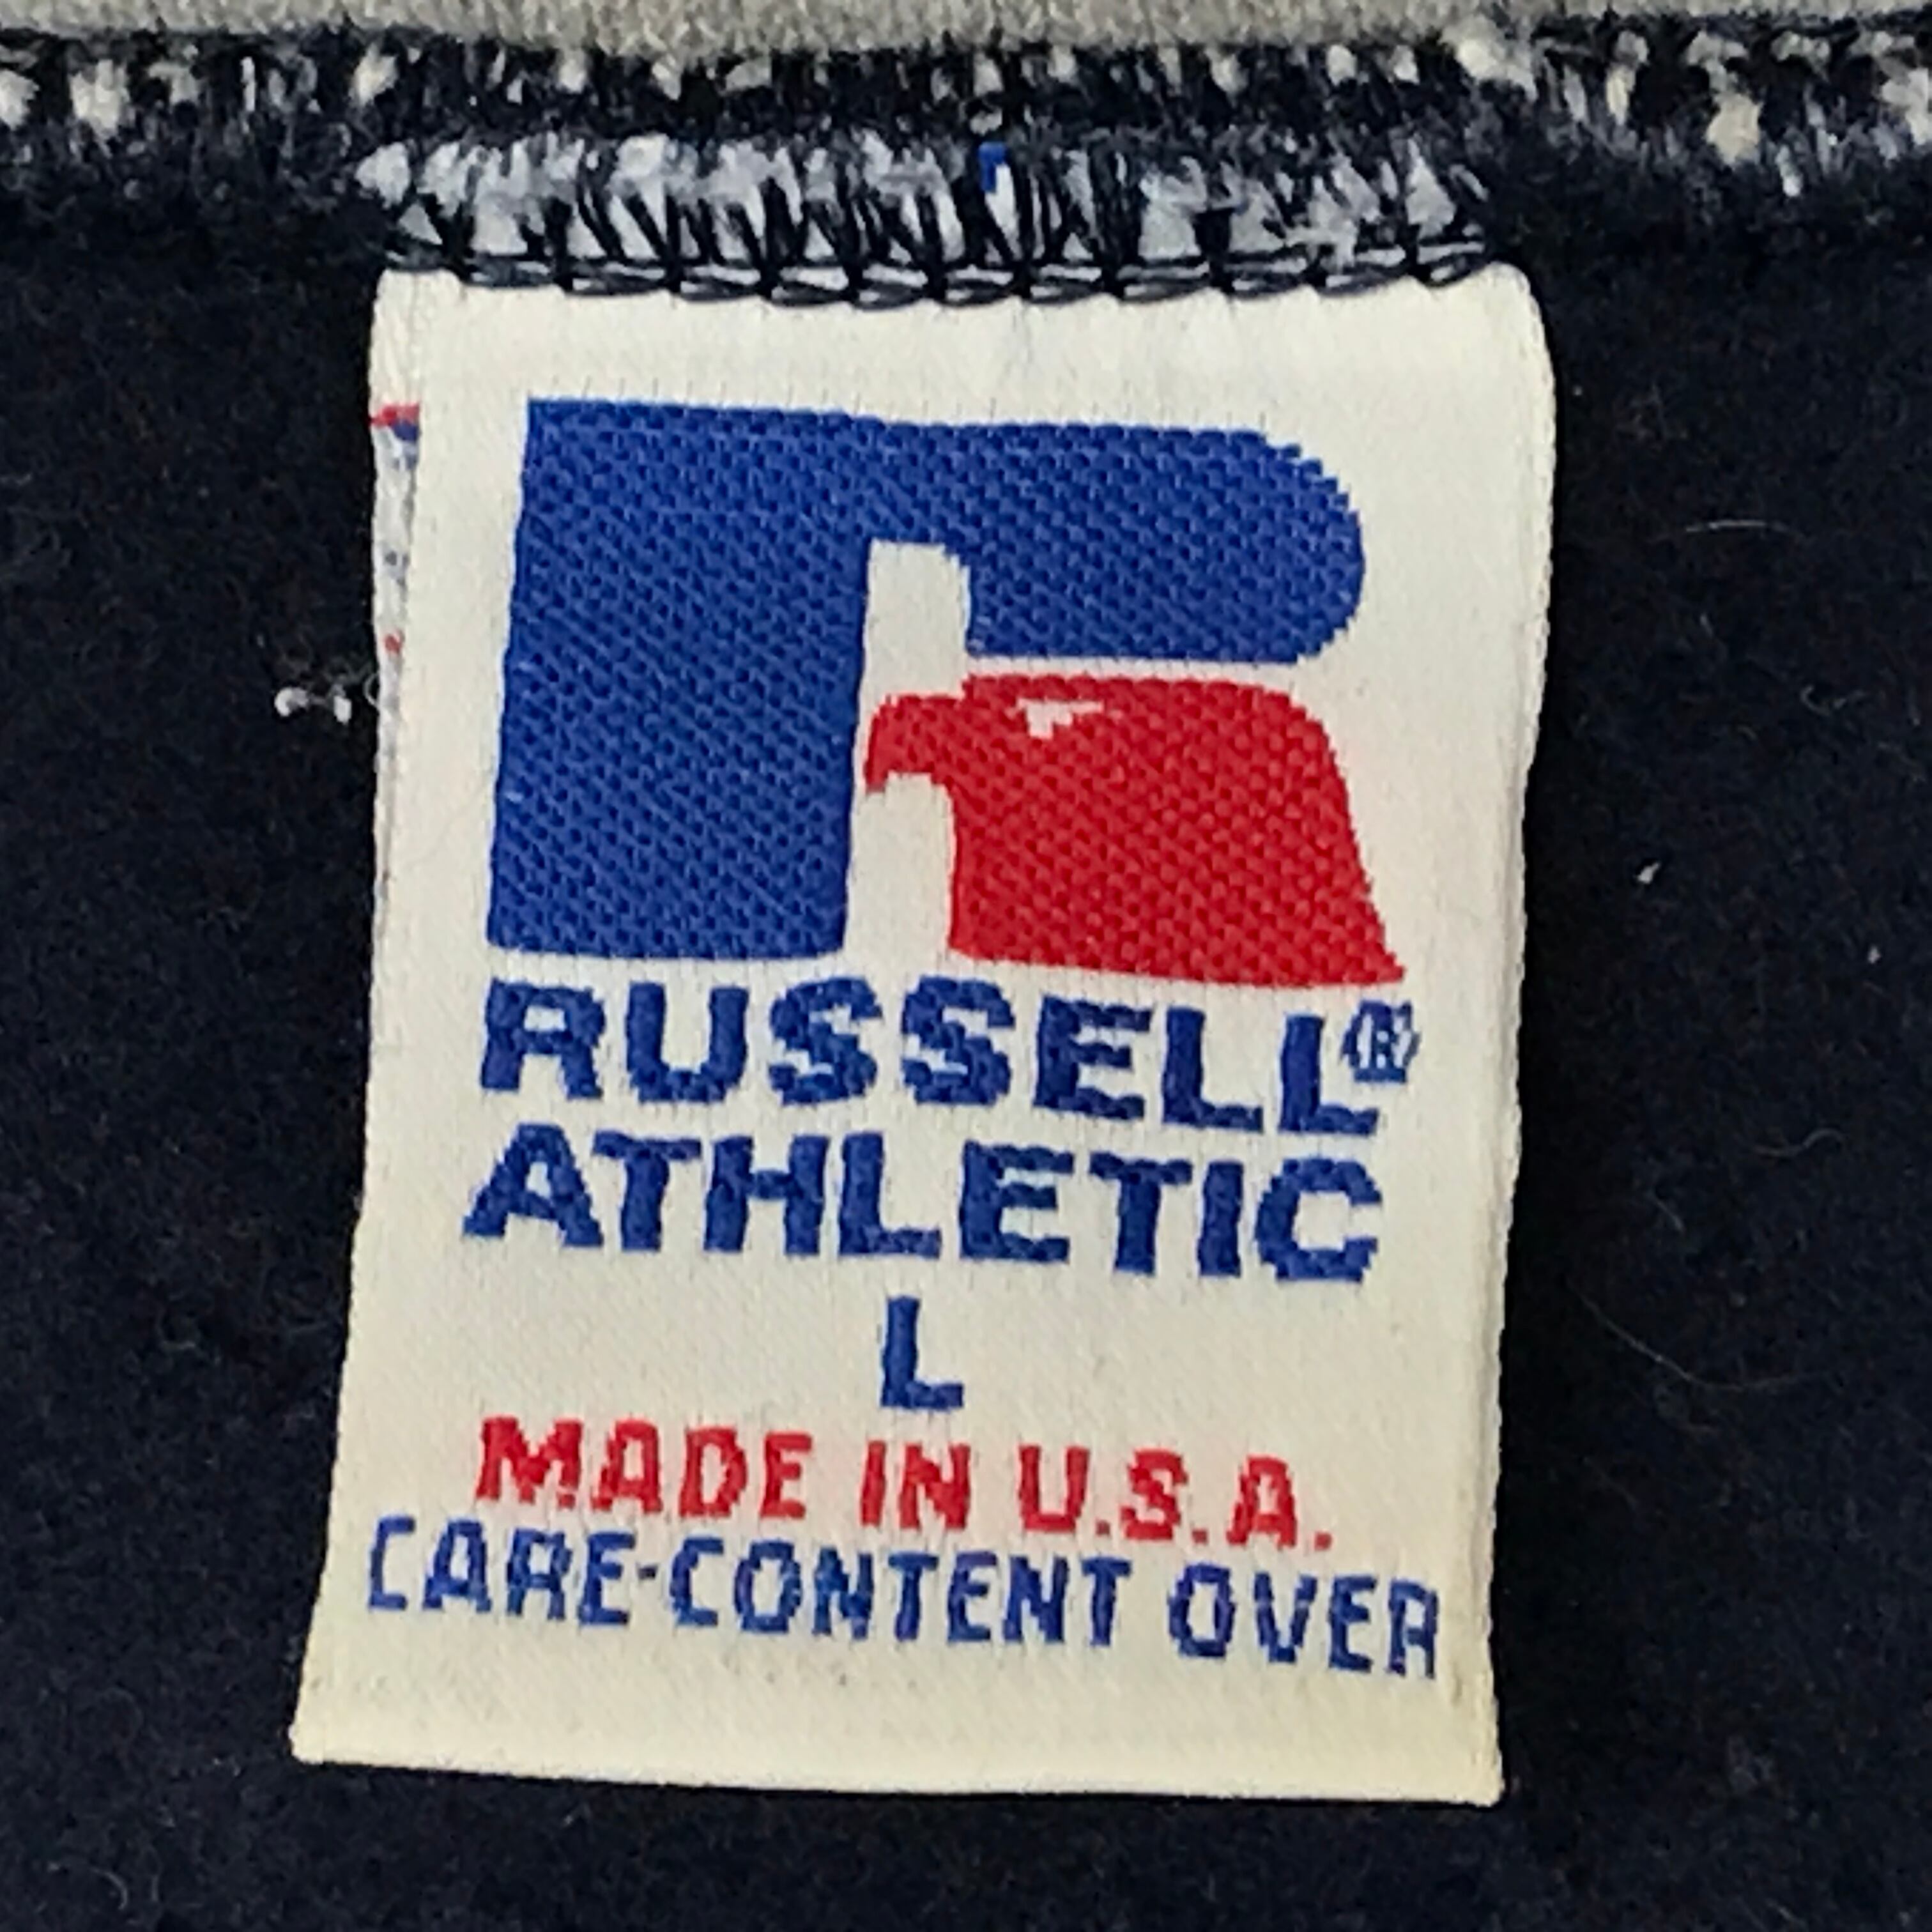 RUSSELL®
ATHLETIC
L
MADE IN U.S.A.
CARE-CONTENT OVER